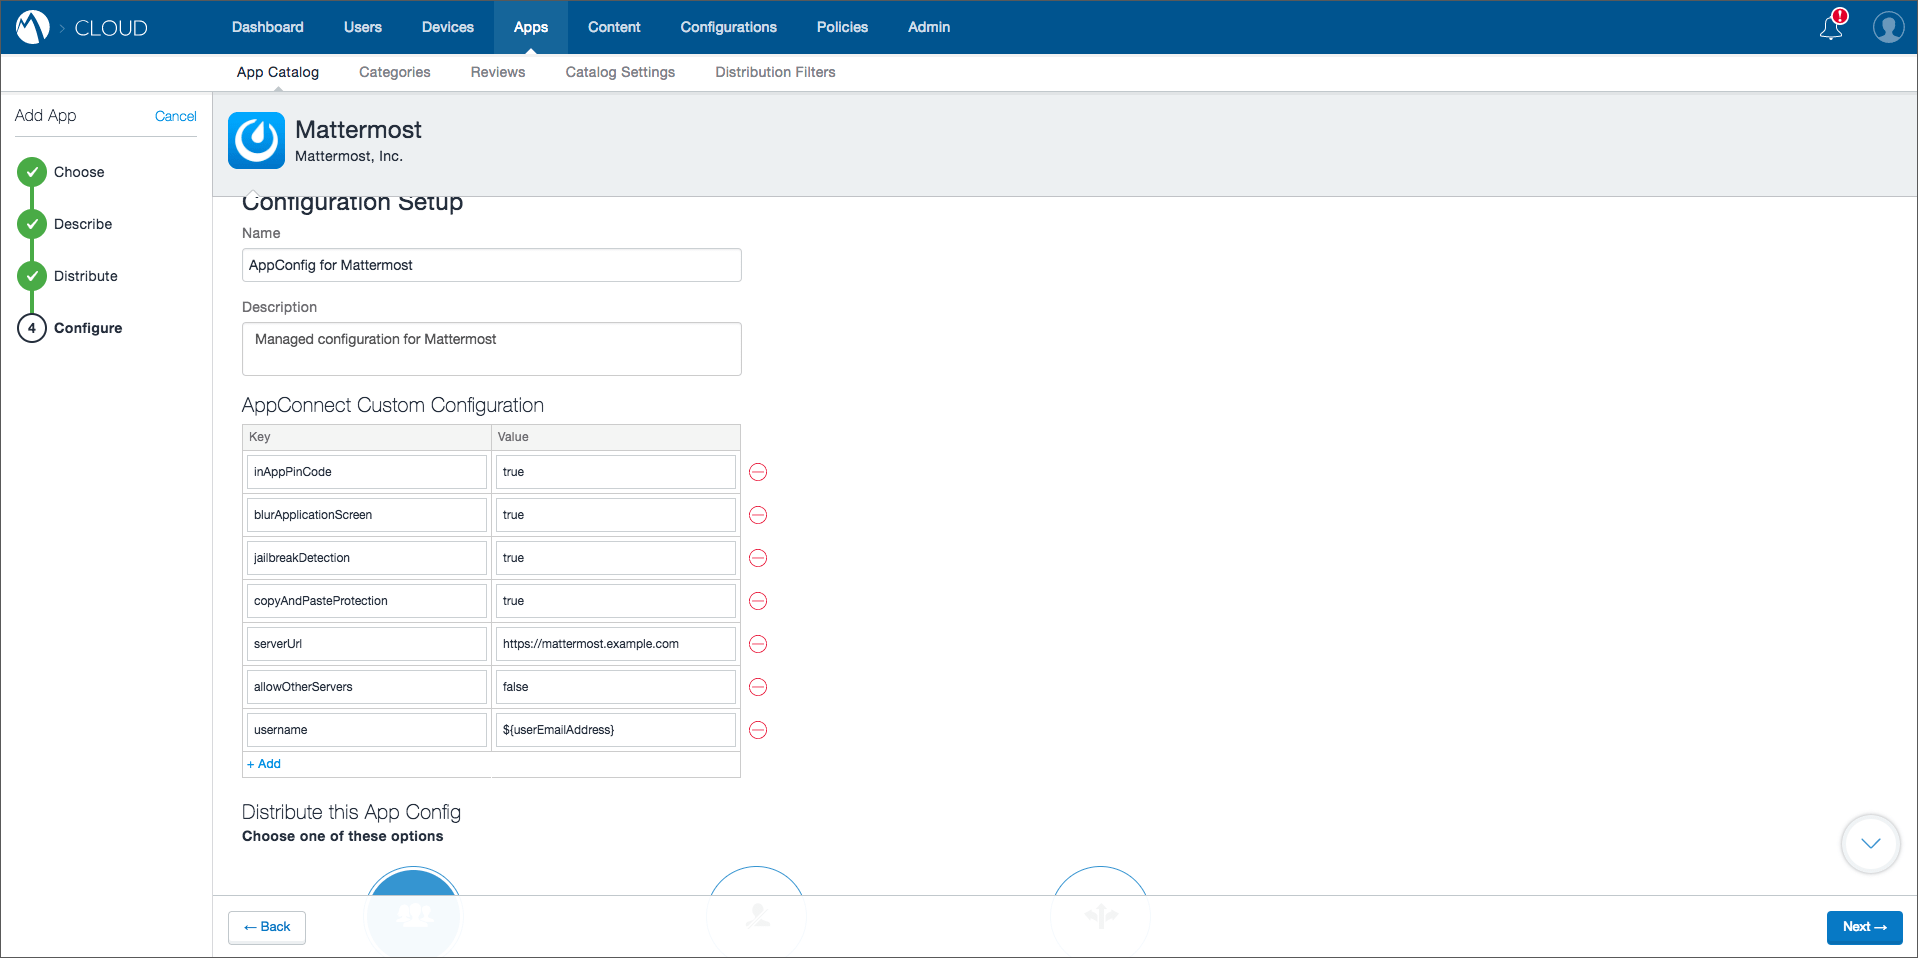 CLOUD
Dashboard Users Devices Apps Content Configurations Policies Admin
!
App Catalog Categories Reviews Catalog Settings Distribution Filters
Add App Cancel
Choose
Describe
Distribute
4 Configure
Mattermost
Mattermost, Inc.
Configuration Setup
Name
AppConfig for Mattermost
Description
Managed configuration for Mattermost
AppConnect Custom Configuration
Key Value
inAppPinCode true
blurApplicationScreen true
jailbreakDetection true
copyAndPasteProtection true
serverUrl https://mattermost.example.com
allowOtherServers false
username ${userEmailAddress}
+ Add
Distribute this App Config
Choose one of these options
← Back
Next →